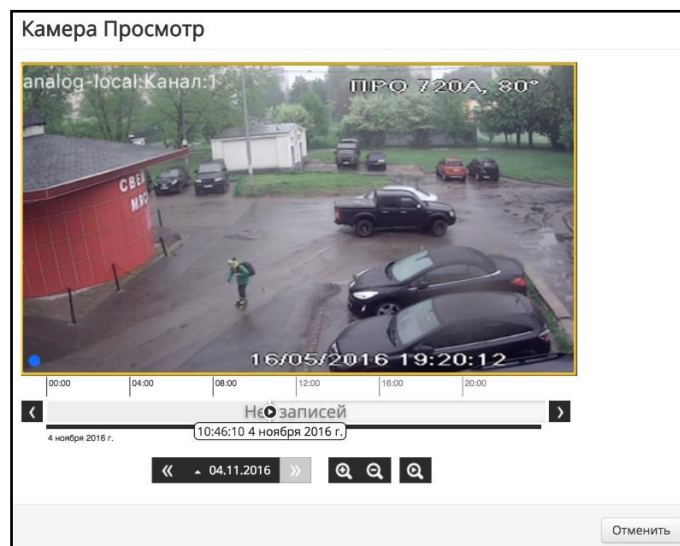 Камера Просмотр
analog-local:Канал:1
ПРО 720А, 80°
16/05/2016 19:20:12
00:00 04:00 08:00 12:00 16:00 20:00
записей
10:46:10 4 ноября 2016 г.
4 ноября 2016 г.
04.11.2016
Отменить